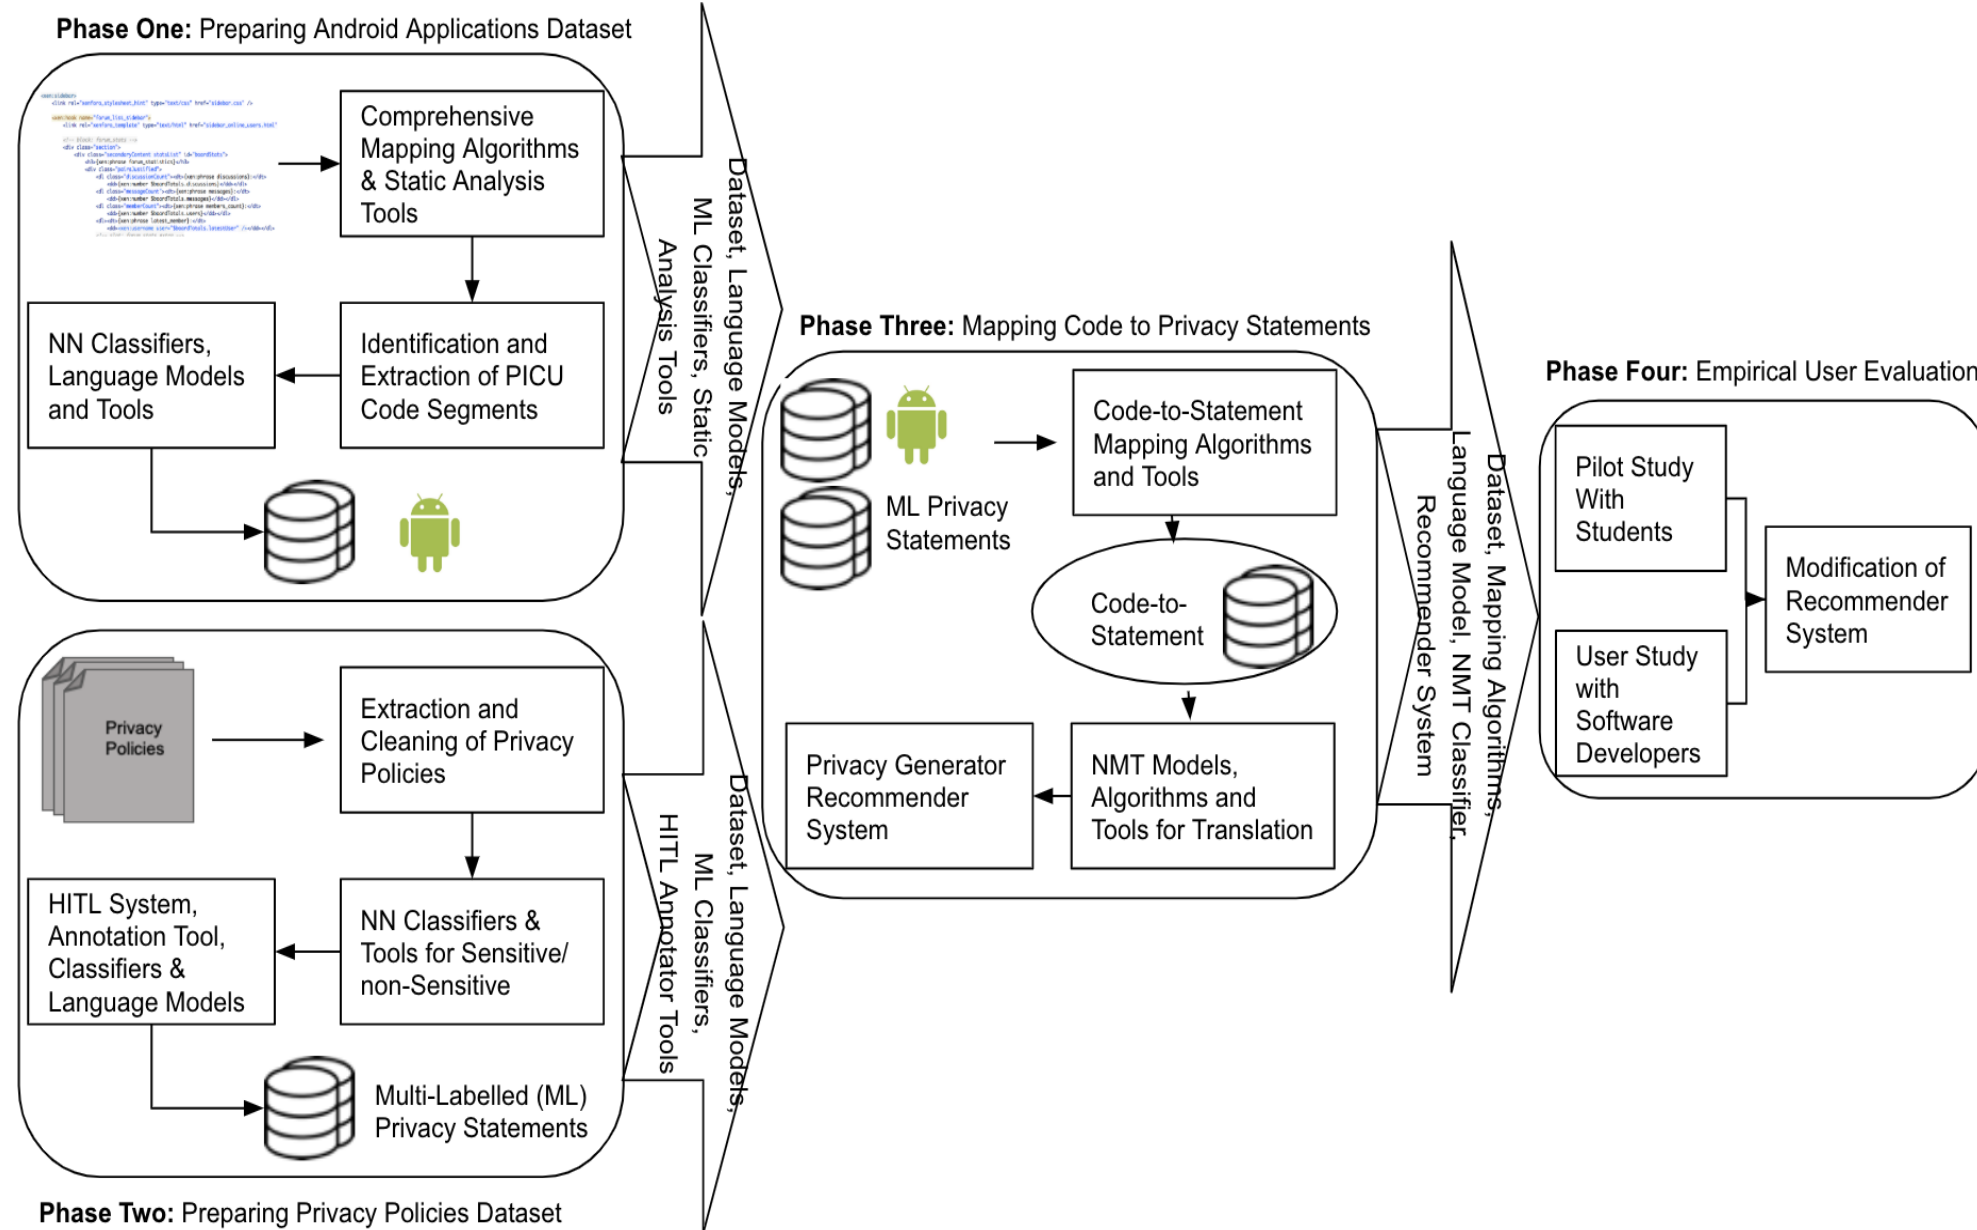 Phase One: Preparing Android Applications Dataset
Comprehensive
Mapping Algorithms
& Static Analysis
Tools
NN Classifiers,
Language Models
and Tools
Identification and
Extraction of PICU
Code Segments
Dataset, Language Models,
ML Classifiers, Static
Analysis Tools
Privacy
Policies
Extraction and
Cleaning of Privacy
Policies
HITL System,
Annotation Tool,
Classifiers &
Language Models
NN Classifiers &
Tools for Sensitive/
non-Sensitive
Multi-Labelled (ML)
Privacy Statements
Phase Two: Preparing Privacy Policies Dataset
Dataset, Language Models,
ML Classifiers,
HITL Annotator Tools
Phase Three: Mapping Code to Privacy Statements
ML Privacy
Statements
Code-to-Statement
Mapping Algorithms
and Tools
Code-to-
Statement
Privacy Generator
Recommender
System
NMT Models,
Algorithms and
Tools for Translation
Dataset, Mapping Algorithms,
Language Model, NMT Classifier,
Recommender System
Phase Four: Empirical User Evaluation
Pilot Study
With
Students
User Study
with
Software
Developers
Modification of
Recommender
System